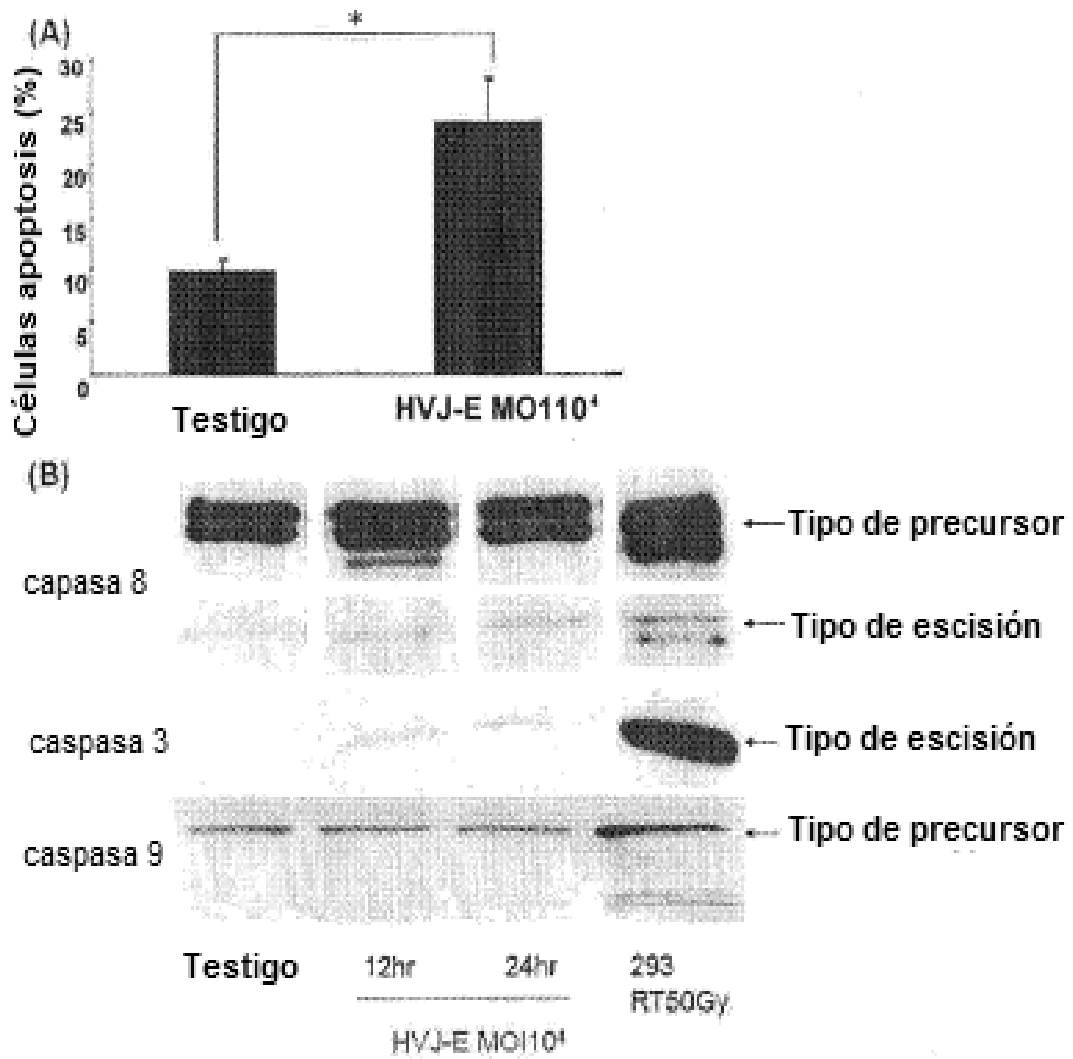 (A)
*
Células apoptosis (%)
30
25
20
15
10
5
0
Testigo
HVJ-E MO110⁴
(B)
capasa 8
Tipo de precursor
Tipo de escisión
caspasa 3
Tipo de escisión
caspasa 9
Tipo de precursor
Testigo
12hr
24hr
293
RT50Gy
HVJ-E MOI10⁴